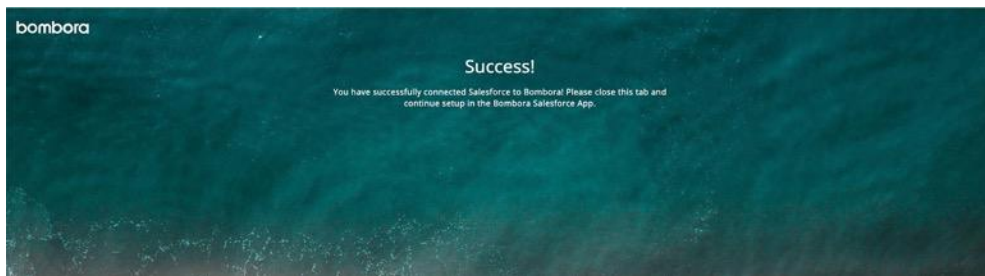 bombora
Success!
You have successfully connected Salesforce to Bombora! Please close this tab and
continue setup in the Bombora Salesforce App.